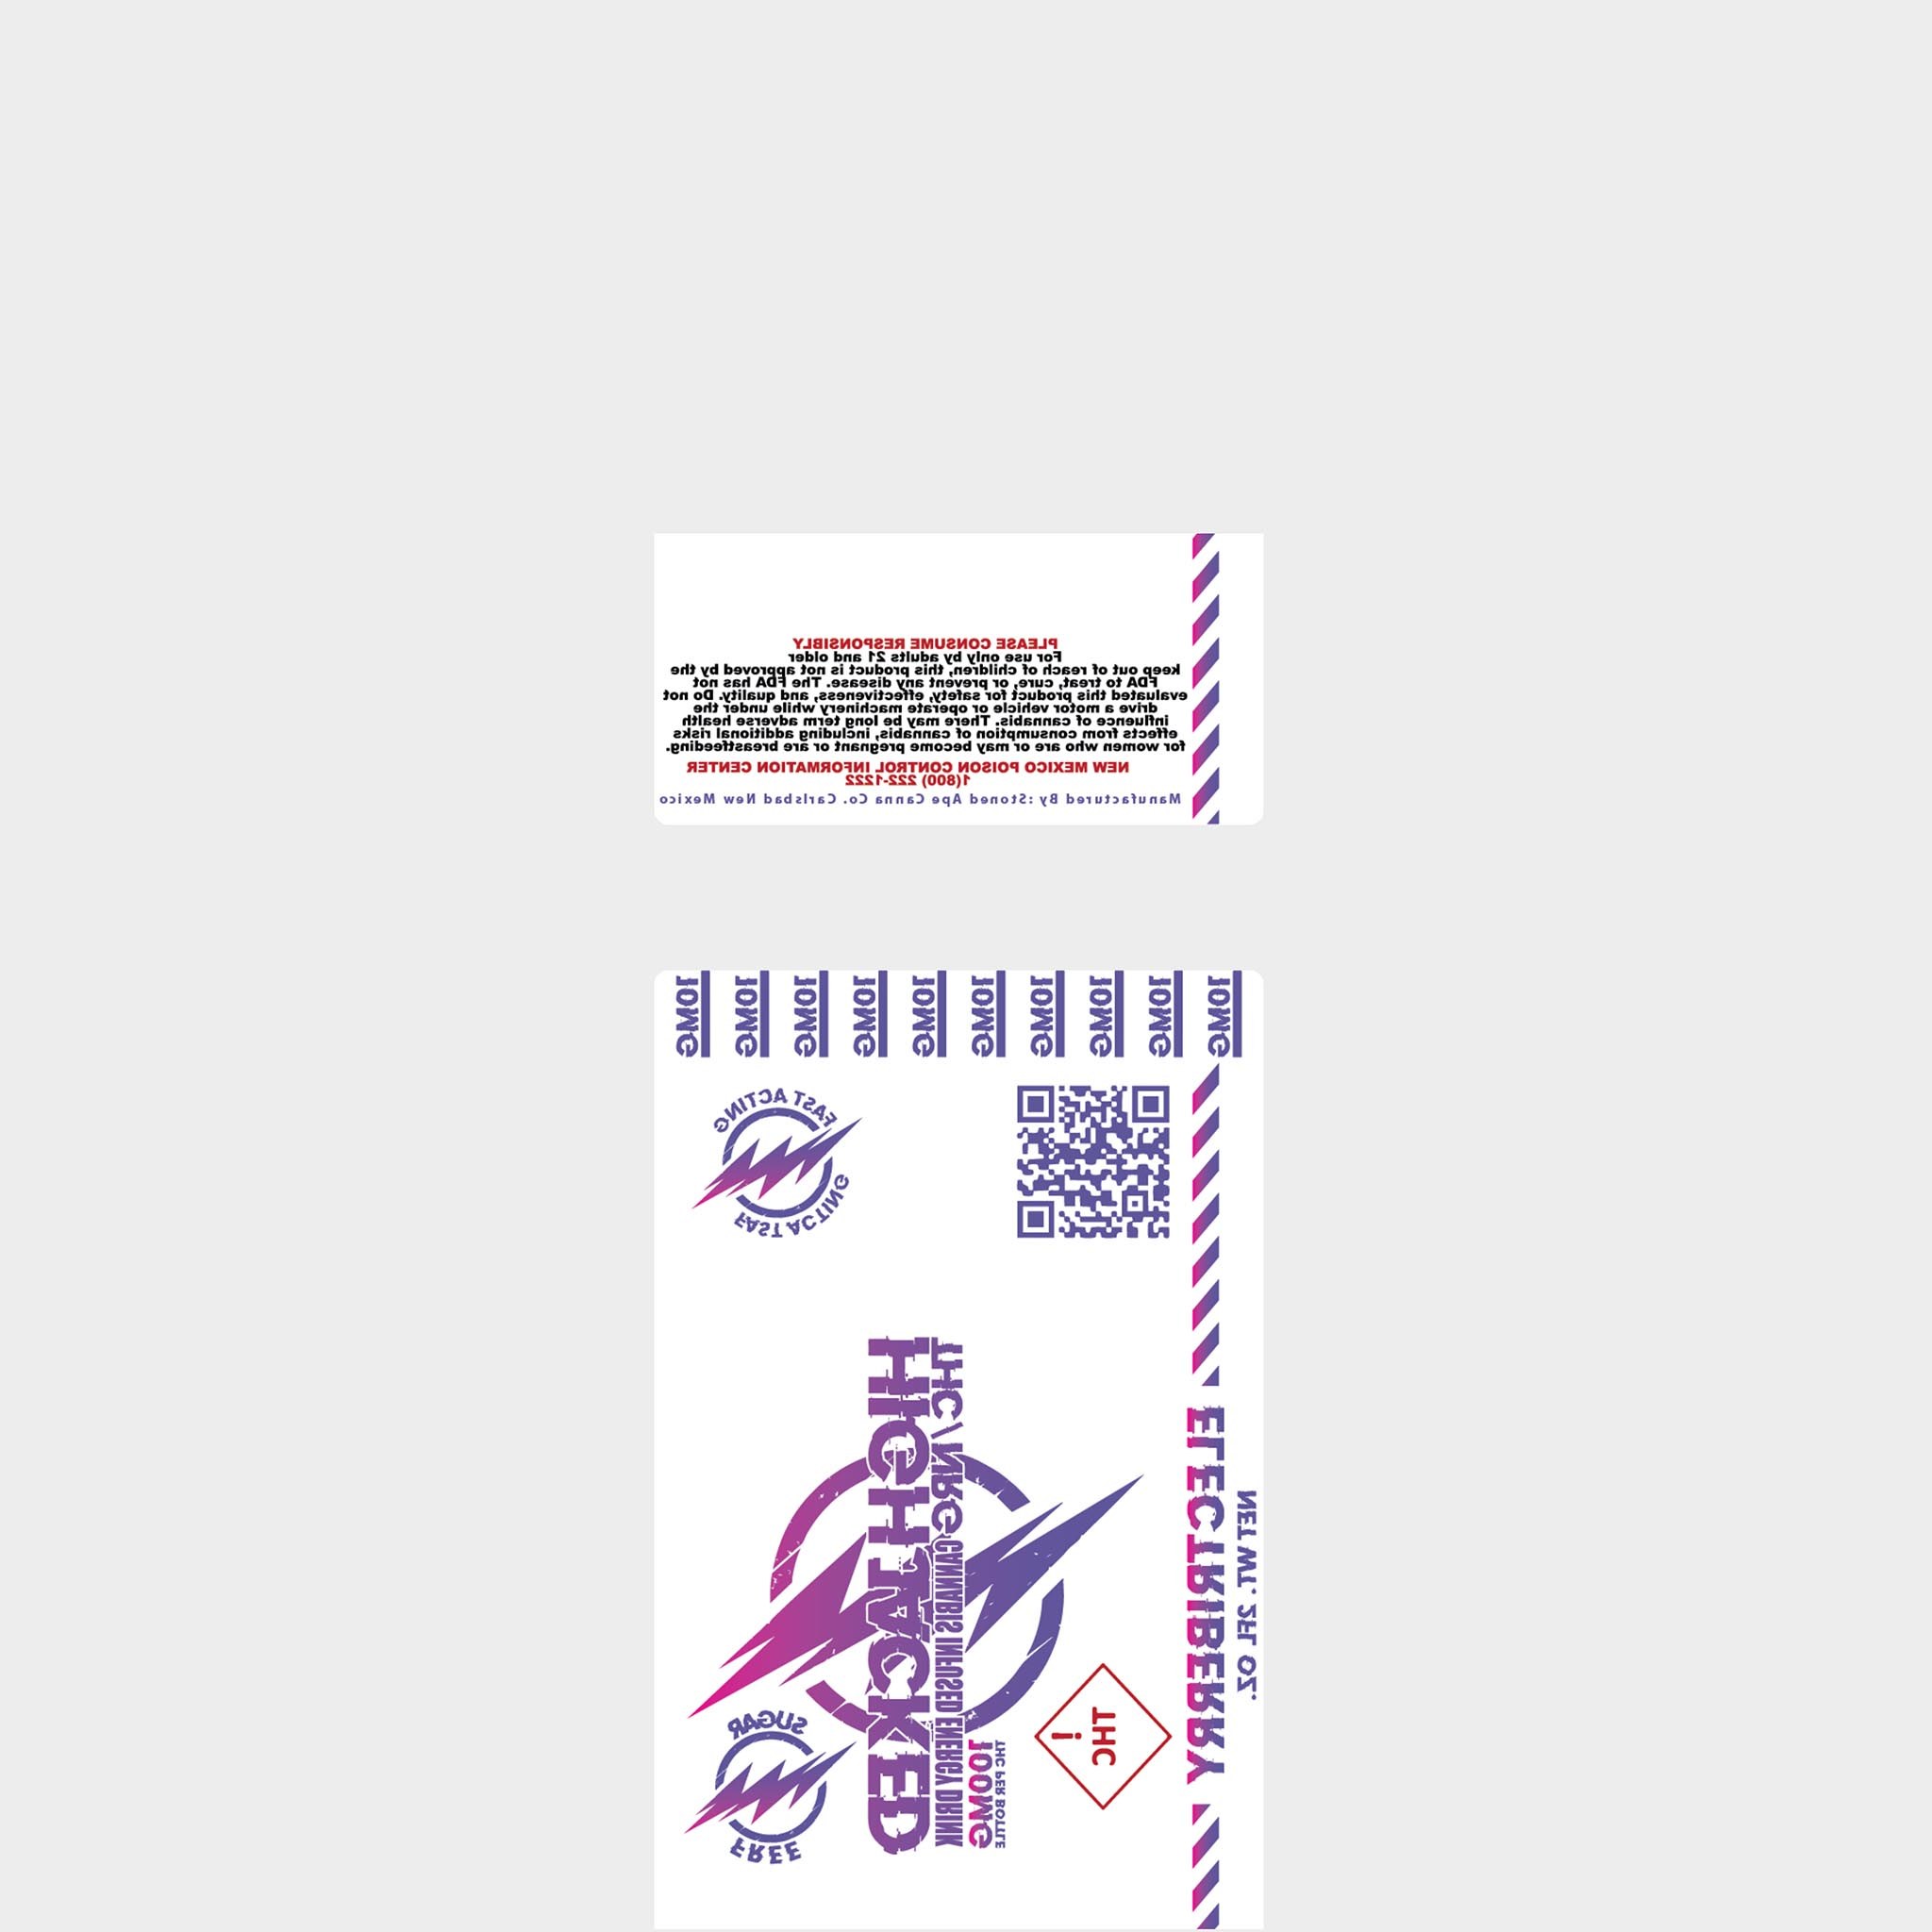 PLEASE CONSUME RESPONSIBLY
For use only by adults 21 and older
keep out of reach of children, this product is not approved by the
FDA to treat, cure, or prevent any disease. The FDA has not
evaluated this product for safety, effectiveness, and quality. Do not
drive a motor vehicle or operate machinery while under the
influence of cannabis. There may be long term adverse health
effects from consumption of cannabis, including additional risks
for women who are or may become pregnant or are breastfeeding.
NEW MEXICO POISON CONTROL INFORMATION CENTER
1(800) 222-1222
Manufactured By:Stoned Ape Canna Co. Carlsbad New Mexico
10MG
10MG
10MG
10MG
10MG
10MG
10MG
10MG
10MG
10MG
FAST ACTING
FAST ACTING
HIGHJACKED
THC\NRG CANNABIS INFUSED ENERGY DRINK
100MG
THC PER BOTTLE
SUGAR
FREE
THC
!
ELECTRIBERRY
NET WT. 2FL OZ.